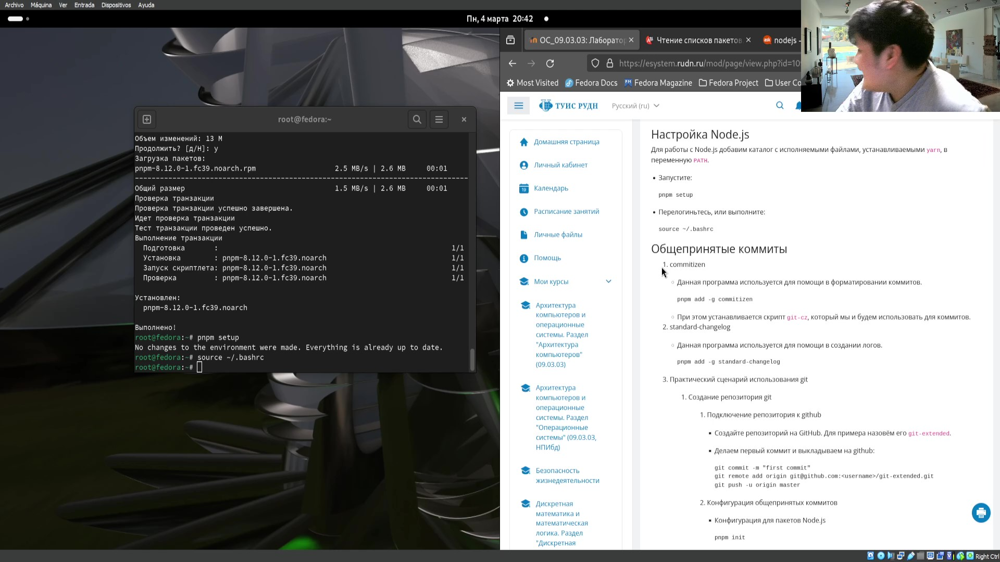 Archivo Máquina Ver Entrada Dispositivos Ayuda
Пн, 4 марта 20:42
root@fedora:~
Объем изменений: 13 M
Продолжить? [д/Н]: y
Загрузка пакетов:
pnpm-8.12.0-1.fc39.noarch.rpm 2.5 MB/s | 2.6 MB 00:01
--------------------------------------------------------------------------------
Общий размер 1.5 MB/s | 2.6 MB 00:01
Проверка транзакции
Проверка транзакции успешно завершена.
Идет проверка транзакции
Тест транзакции проведен успешно.
Выполнение транзакции
Подготовка : 1/1
Установка : pnpm-8.12.0-1.fc39.noarch 1/1
Запуск скриптлета: pnpm-8.12.0-1.fc39.noarch 1/1
Проверка : pnpm-8.12.0-1.fc39.noarch 1/1
Установлен:
pnpm-8.12.0-1.fc39.noarch
Выполнено!
root@fedora:~# pnpm setup
No changes to the environment were made. Everything is already up to date.
root@fedora:~# source ~/.bashrc
root@fedora:~#
ОС_09.03.03: Лаборатор
Чтение списков пакетов
nodejs -
https://esystem.rudn.ru/mod/page/view.php?id=10
Most Visited Fedora Docs Fedora Magazine Fedora Project User Co
ТУИС РУДН Русский (ru)
Домашняя страница
Личный кабинет
Календарь
Расписание занятий
Личные файлы
Помощь
Мои курсы
Архитектура
компьютеров и
операционные
системы. Раздел
"Архитектура
компьютеров"
(09.03.03)
Архитектура
компьютеров и
операционные
системы. Раздел
"Операционные
системы" (09.03.03,
НПИбд)
Безопасность
жизнедеятельности
Дискретная
математика и
математическая
логика. Раздел
"Дискретная
Настройка Node.js
Для работы с Node.js добавим каталог с исполняемыми файлами, устанавливаемыми yarn, в
переменную PATH.
• Запустите:
pnpm setup
• Перелогиньтесь, или выполните:
source ~/.bashrc
Общепринятые коммиты
1. commitizen
◦ Данная программа используется для помощи в форматировании коммитов.
pnpm add -g commitizen
◦ При этом устанавливается скрипт git-cz, который мы и будем использовать для коммитов.
2. standard-changelog
◦ Данная программа используется для помощи в создании логов.
pnpm add -g standard-changelog
3. Практический сценарий использования git
1. Создание репозитория git
1. Подключение репозитория к github
▪ Создайте репозиторий на GitHub. Для примера назовём его git-extended.
▪ Делаем первый коммит и выкладываем на github:
git commit -m "first commit"
git remote add origin git@github.com:<username>/git-extended.git
git push -u origin master
2. Конфигурация общепринятых коммитов
▪ Конфигурация для пакетов Node.js
pnpm init
Right Ctrl